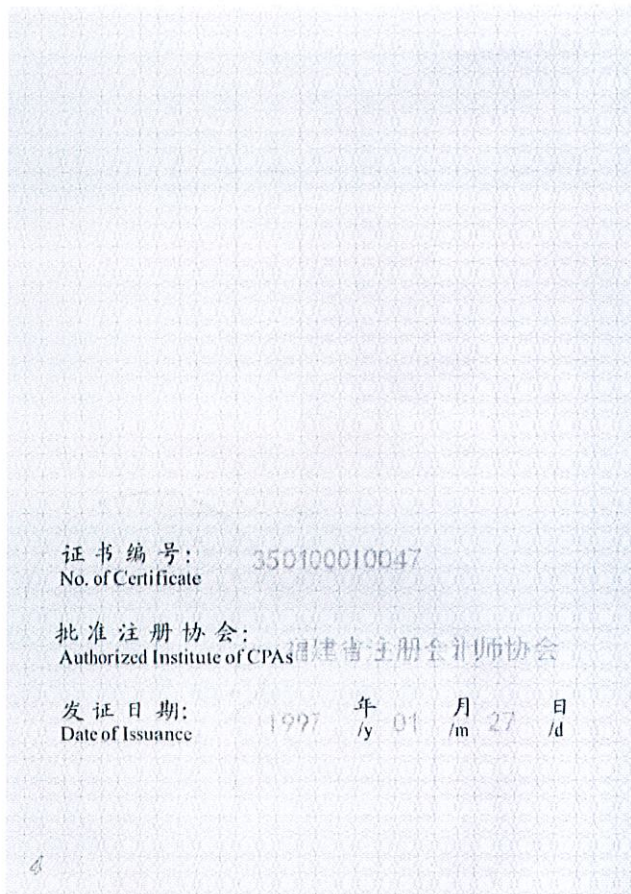 证书编号: 350100010047
No. of Certificate
批准注册协会: 福建省注册会计师协会
Authorized Institute of CPAs
发证日期: 1997 年 01 月 27 日
Date of Issuance /y /m /d
4